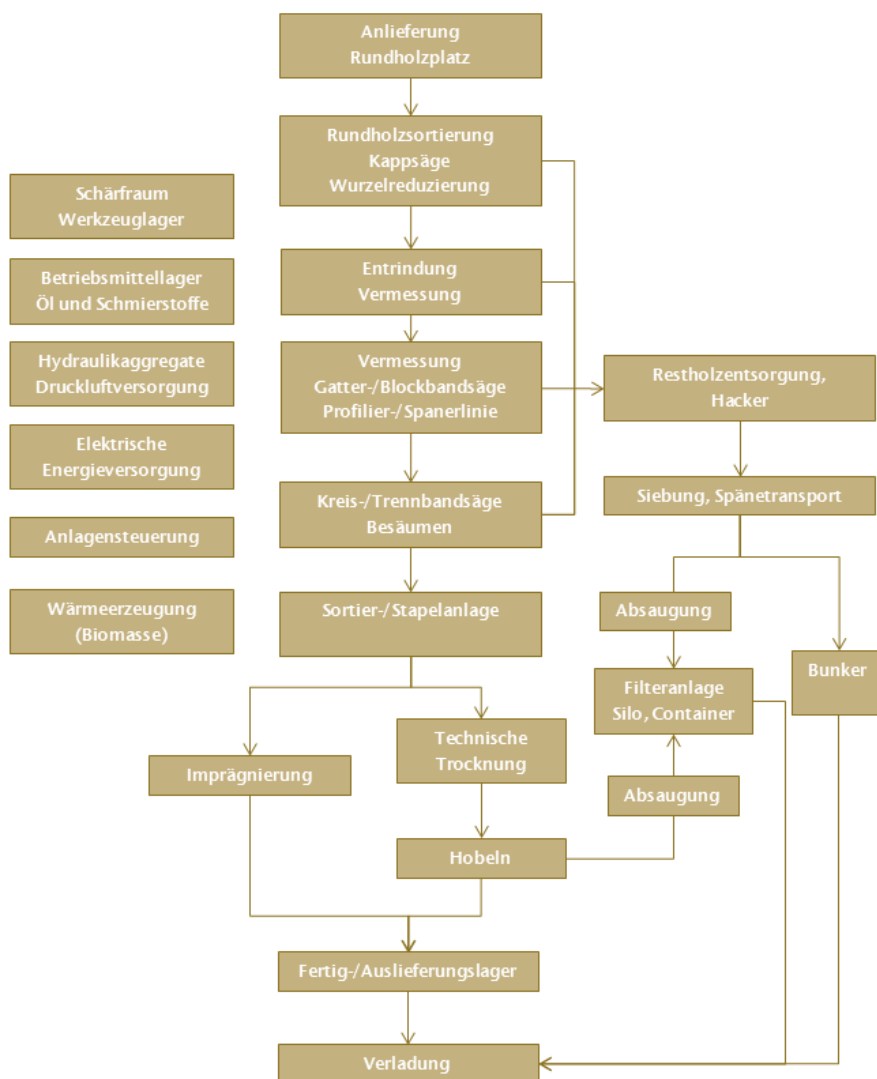 Anlieferung
Rundholzplatz
Rundholzsortierung
Kappsäge
Wurzelreduzierung
Schärfraum
Werkzeuglager
Entrindung
Vermessung
Betriebsmittellager
Öl und Schmierstoffe
Hydraulikaggregate
Druckluftversorgung
Vermessung
Gatter-/Blockbandsäge
Profilier-/Spanerlinie
Restholzentsorgung,
Hacker
Elektrische
Energieversorgung
Kreis-/Trennbandsäge
Besäumen
Siebung, Spänetransport
Anlagensteuerung
Wärmeerzeugung
(Biomasse)
Sortier-/Stapelanlage
Absaugung
Filteranlage
Silo, Container
Bunker
Technische
Trocknung
Imprägnierung
Absaugung
Hobeln
Fertig-/Auslieferungslager
Verladung